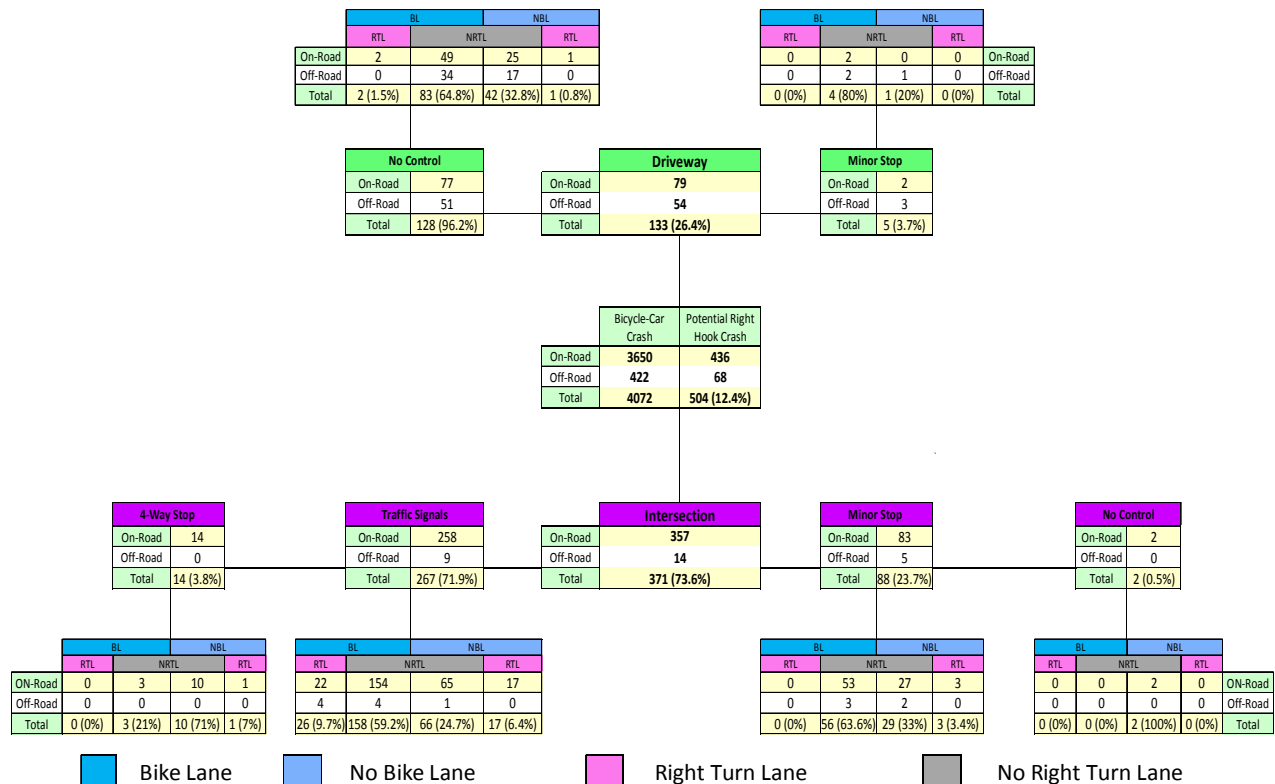 BL NBL BL NBL
RTL NRTL RTL RTL NRTL RTL
On-Road 2 49 25 1 0 2 0 0 On-Road
Off-Road 0 34 17 0 0 2 1 0 Off-Road
Total 2 (1.5%) 83 (64.8%) 42 (32.8%) 1 (0.8%) 0 (0%) 4 (80%) 1 (20%) 0 (0%) Total
No Control Driveway Minor Stop
On-Road 77 On-Road 79 On-Road 2
Off-Road 51 Off-Road 54 Off-Road 3
Total 128 (96.2%) Total 133 (26.4%) Total 5 (3.7%)
Bicycle-Car Potential Right
Crash Hook Crash
On-Road 3650 436
Off-Road 422 68
Total 4072 504 (12.4%)
4-Way Stop Traffic Signals Intersection Minor Stop No Control
On-Road 14 On-Road 258 On-Road 357 On-Road 83 On-Road 2
Off-Road 0 Off-Road 9 Off-Road 14 Off-Road 5 Off-Road 0
Total 14 (3.8%) Total 267 (71.9%) Total 371 (73.6%) Total 88 (23.7%) Total 2 (0.5%)
BL NBL BL NBL BL NBL BL NBL
RTL NRTL RTL RTL NRTL RTL RTL NRTL RTL RTL NRTL RTL
ON-Road 0 3 10 1 22 154 65 17 0 53 27 3 0 0 2 0 ON-Road
Off-Road 0 0 0 0 4 4 1 0 0 3 2 0 0 0 0 0 Off-Road
Total 0 (0%) 3 (21%) 10 (71%) 1 (7%) 26 (9.7%) 158 (59.2%) 66 (24.7%) 17 (6.4%) 0 (0%) 56 (63.6%) 29 (33%) 3 (3.4%) 0 (0%) 0 (0%) 2 (100%) 0 (0%) Total
Bike Lane No Bike Lane Right Turn Lane No Right Turn Lane